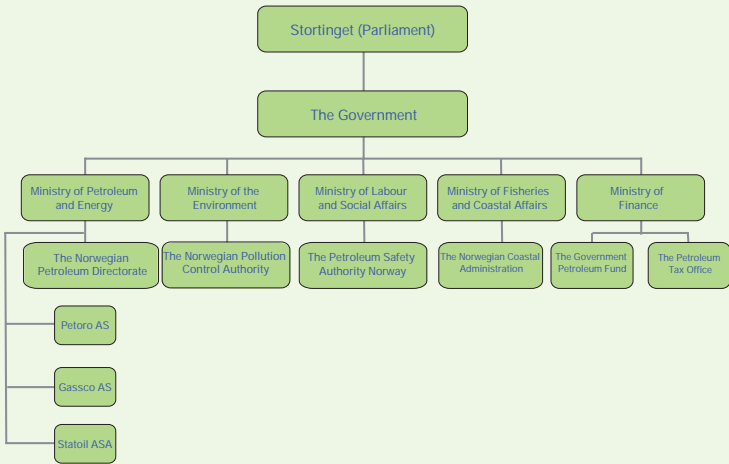 Stortinget (Parliament)
The Government
Ministry of Petroleum
and Energy
Ministry of the
Environment
Ministry of Labour
and Social Affairs
Ministry of Fisheries
and Coastal Affairs
Ministry of
Finance
The Norwegian
Petroleum Directorate
The Norwegian Pollution
Control Authority
The Petroleum Safety
Authority Norway
The Norwegian Coastal
Administration
The Government
Petroleum Fund
The Petroleum
Tax Office
Petoro AS
Gassco AS
Statoil ASA